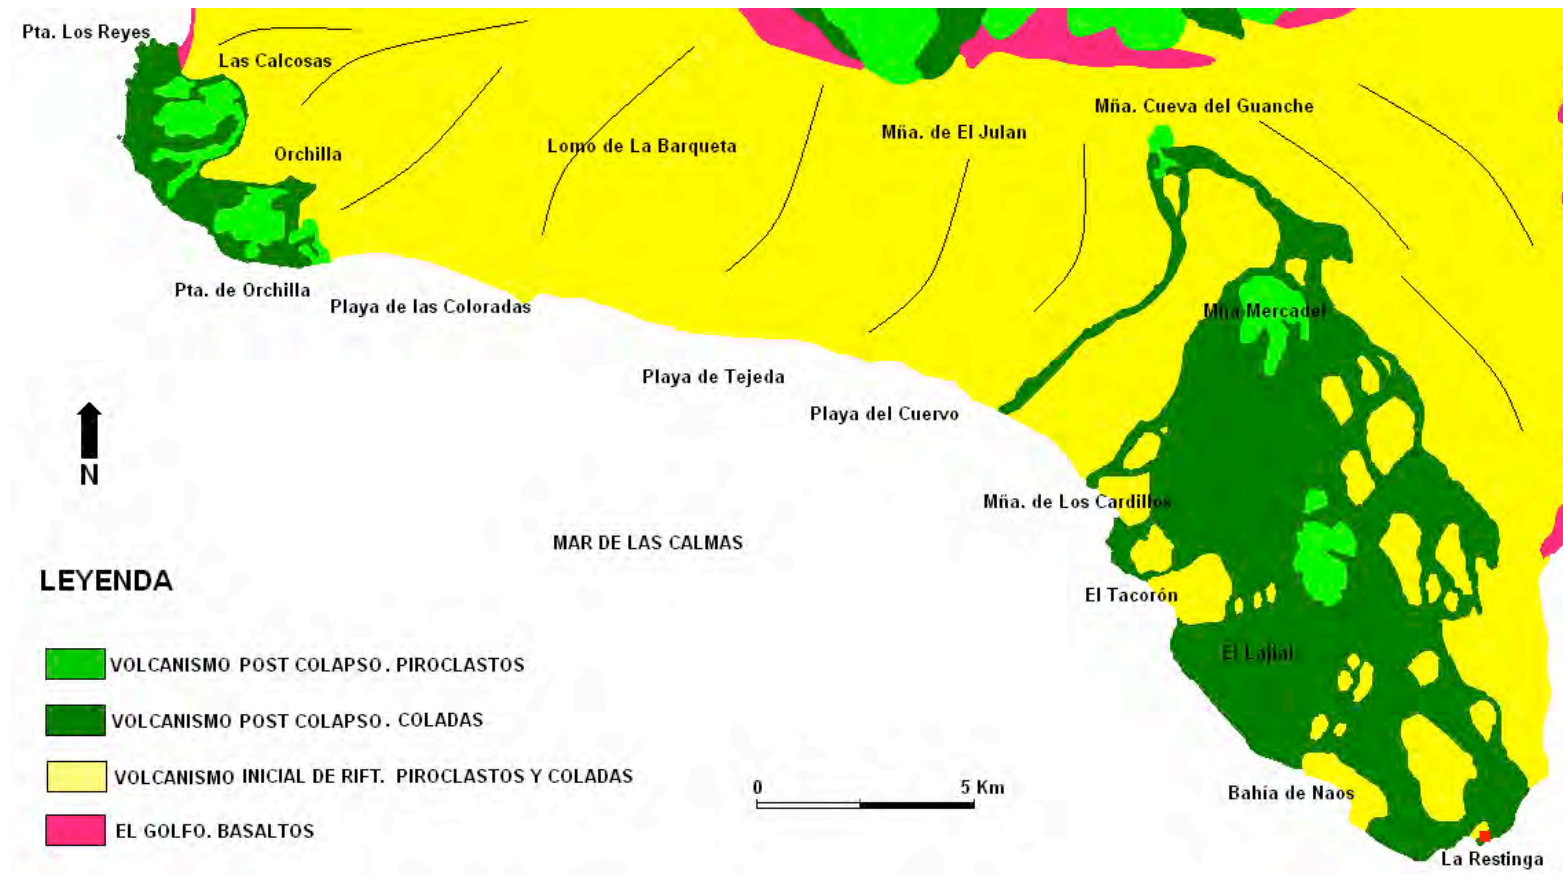 Pta. Los Reyes
Las Calcosas
Mña. Cueva del Guanche
Mña. de El Julan
Lomo de La Barqueta
Orchilla
Pta. de Orchilla
Playa de las Coloradas
Mña Mercadel
Playa de Tejeda
Playa del Cuervo
N
Mña. de Los Cardillos
MAR DE LAS CALMAS
LEYENDA
El Tacorón
El Lajial
VOLCANISMO POST COLAPSO. PIROCLASTOS
VOLCANISMO POST COLAPSO. COLADAS
VOLCANISMO INICIAL DE RIFT. PIROCLASTOS Y COLADAS
0 5 Km
Bahía de Naos
EL GOLFO. BASALTOS
La Restinga